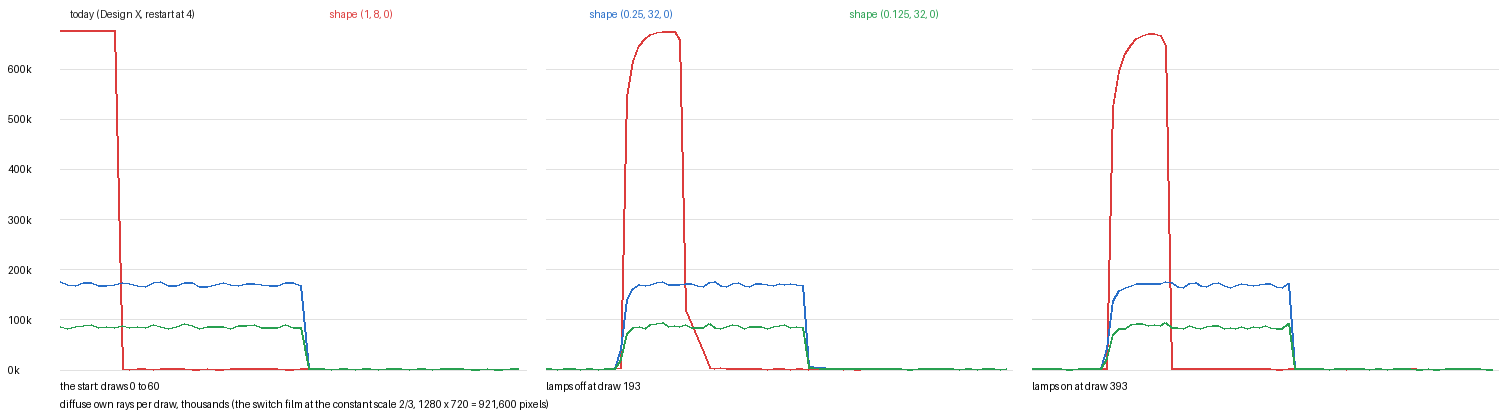 today (Design X, restart at 4) shape (1, 8, 0) shape (0.25, 32, 0) shape (0.125, 32, 0)
600k
500k
400k
300k
200k
100k
0k
the start: draws 0 to 60 lamps off at draw 193 lamps on at draw 393
diffuse own rays per draw, thousands (the switch film at the constant scale 2/3, 1280 x 720 = 921,600 pixels)